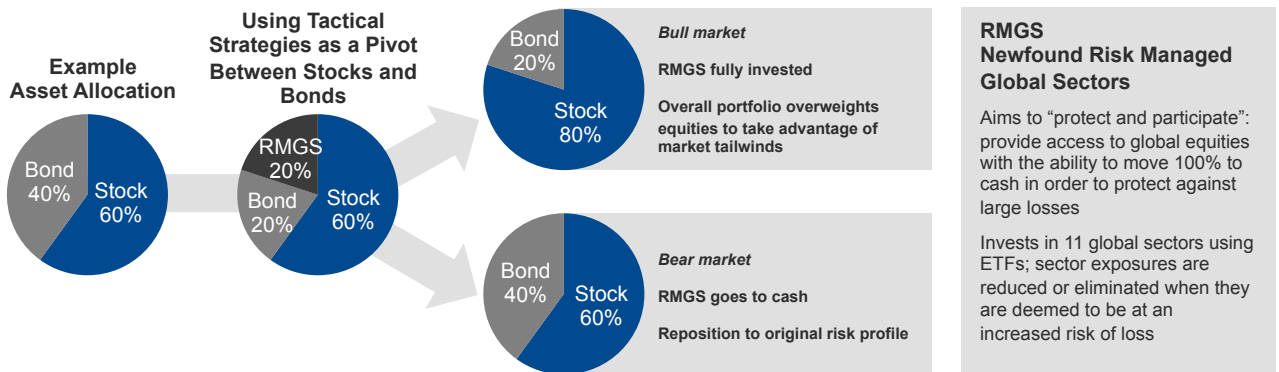 Example
Asset Allocation
Bond
40%
Stock
60%
Using Tactical
Strategies as a Pivot
Between Stocks and
Bonds
RMGS
20%
Bond
20%
Stock
60%
Bond
20%
Stock
80%
Bull market
RMGS fully invested
Overall portfolio overweights
equities to take advantage of
market tailwinds
Bond
40%
Stock
60%
Bear market
RMGS goes to cash
Reposition to original risk profile
RMGS
Newfound Risk Managed
Global Sectors
Aims to “protect and participate”:
provide access to global equities
with the ability to move 100% to
cash in order to protect against
large losses
Invests in 11 global sectors using
ETFs; sector exposures are
reduced or eliminated when they
are deemed to be at an
increased risk of loss